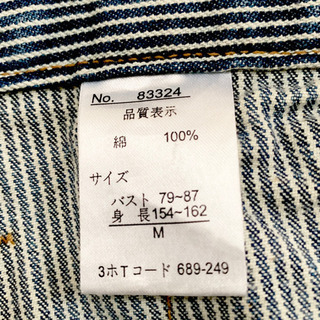 No. 83324
品質表示
綿 100%
サイズ
バスト 79~87
身 長154~162
M
3ホTコード 689-249